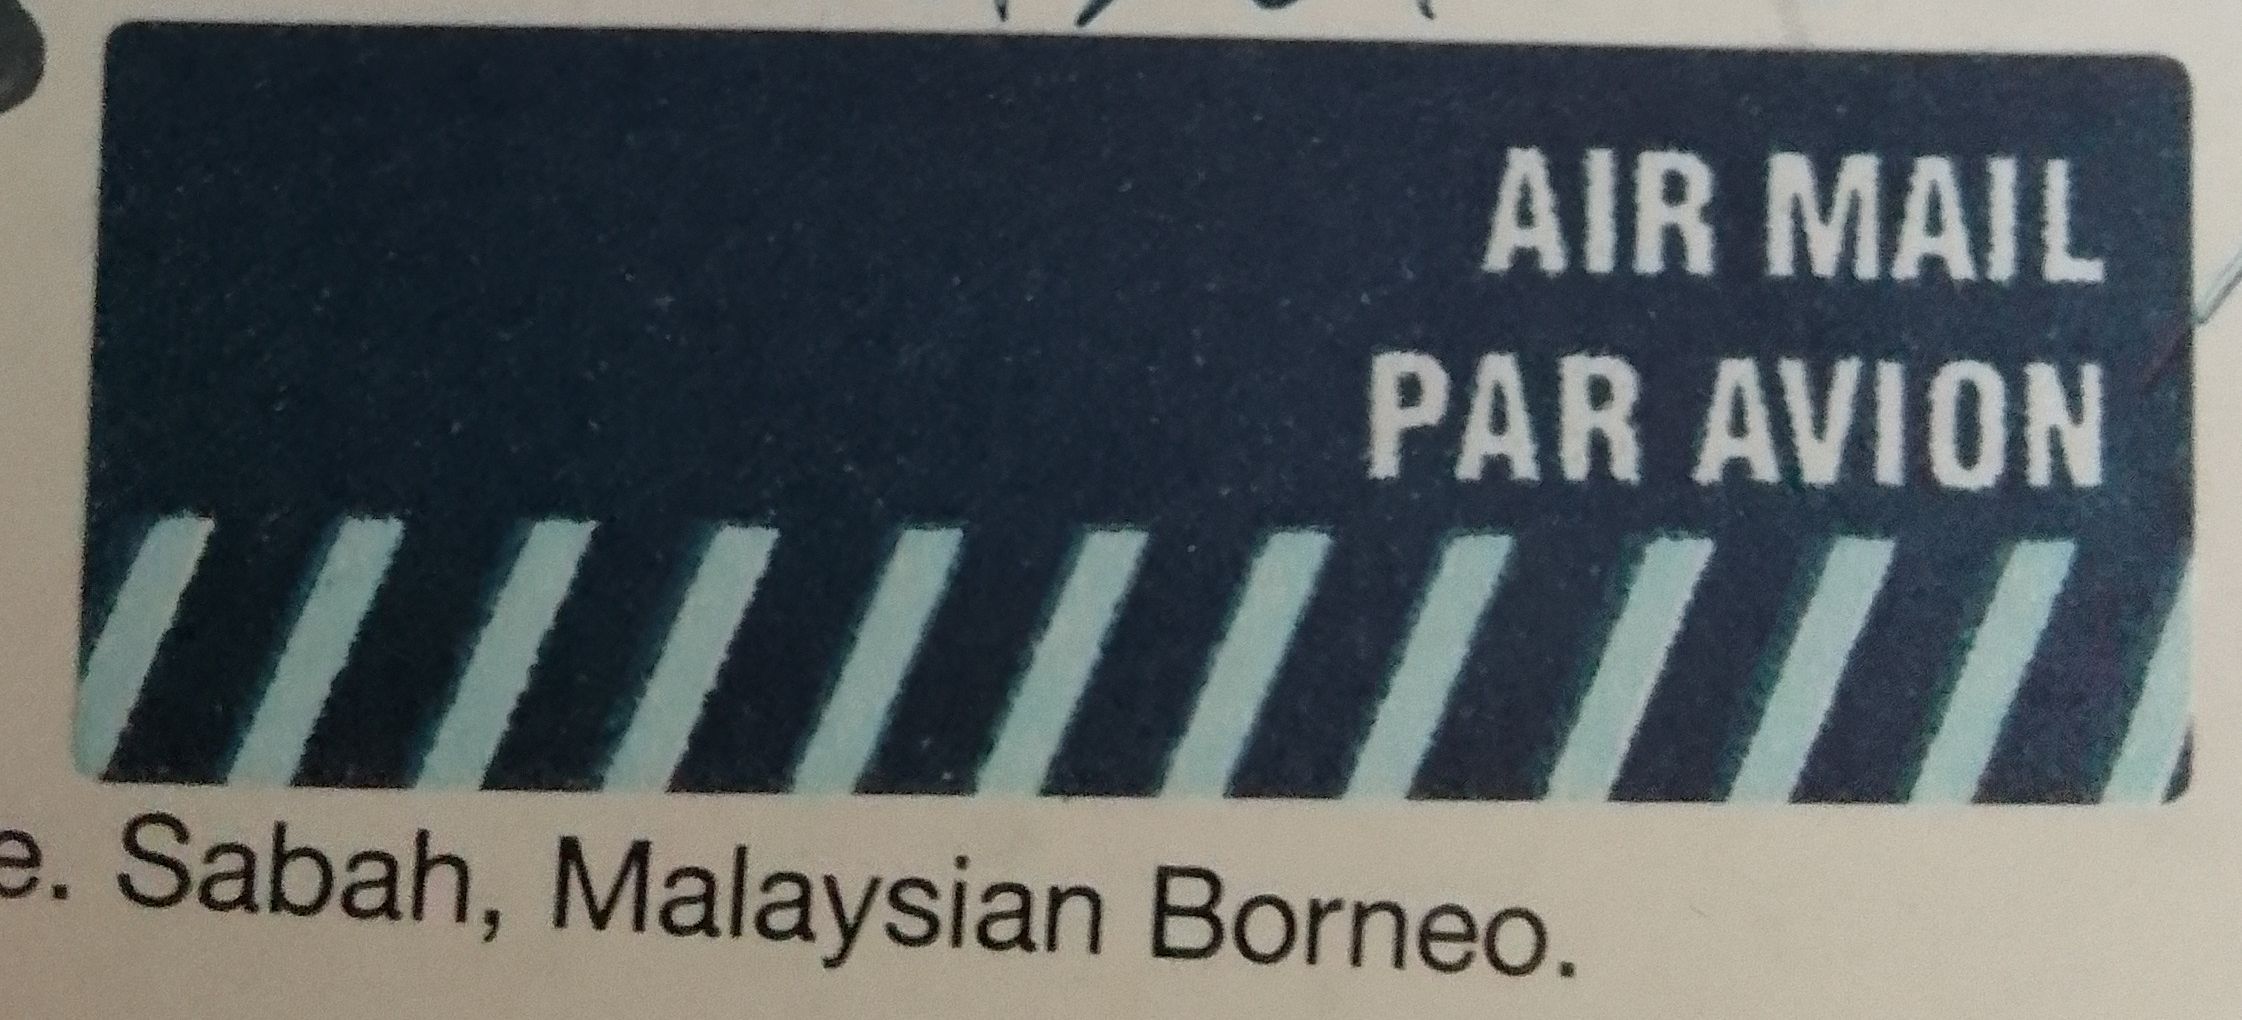 AIR MAIL
PAR AVION
Sabah, Malaysian Borneo.